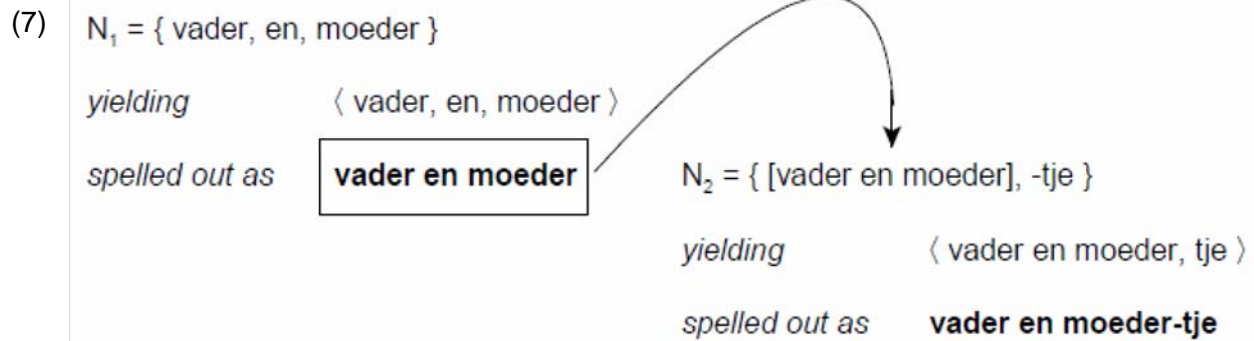 (7) N₁ = { vader, en, moeder }
yielding ⟨ vader, en, moeder ⟩
spelled out as vader en moeder
N₂ = { [vader en moeder], -tje }
yielding ⟨ vader en moeder, tje ⟩
spelled out as vader en moeder-tje